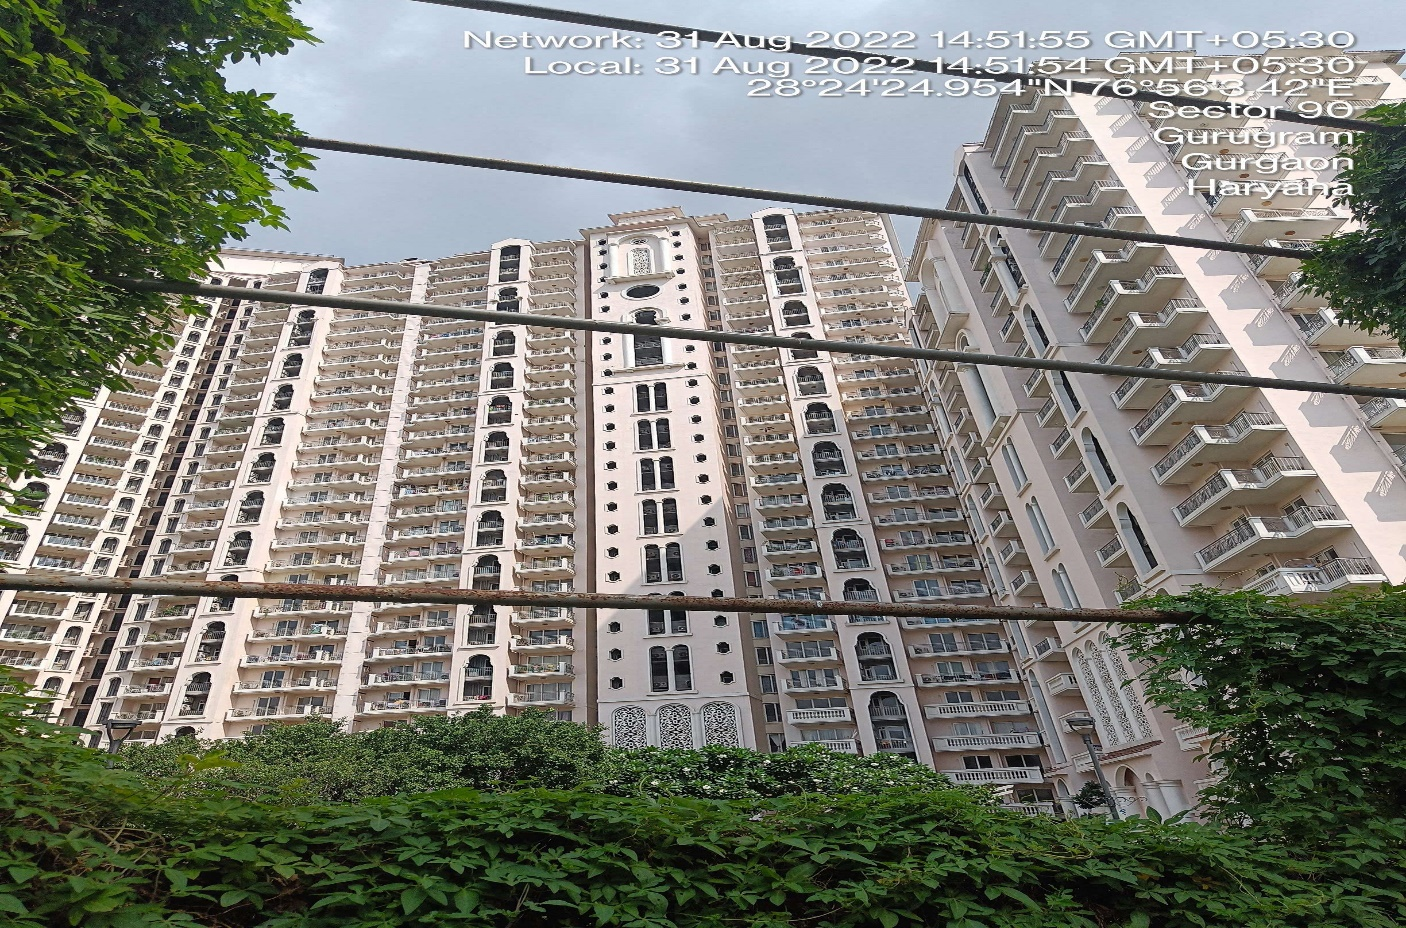 Network: 31 Aug 2022 14:51:55 GMT+05:30
Local: 31 Aug 2022 14:51:54 GMT+05:30
28°24'24.954"N 76°56'3.42"E
Sector 90
Gurugram
Gurgaon
Haryana